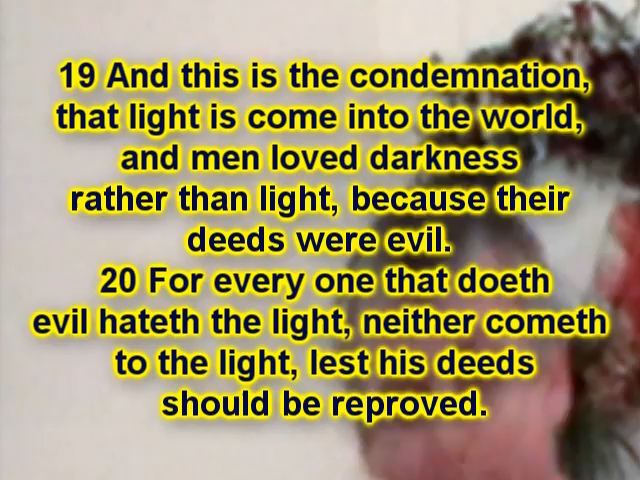 19 And this is the condemnation,
that light is come into the world,
and men loved darkness
rather than light, because their
deeds were evil.
20 For every one that doeth
evil hateth the light, neither cometh
to the light, lest his deeds
should be reproved.